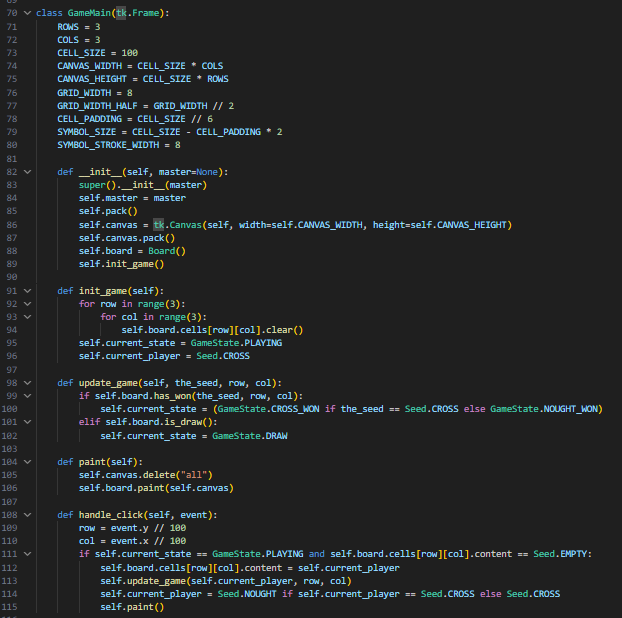 69
70 class GameMain(tk.Frame):
71     ROWS = 3
72     COLS = 3
73     CELL_SIZE = 100
74     CANVAS_WIDTH = CELL_SIZE * COLS
75     CANVAS_HEIGHT = CELL_SIZE * ROWS
76     GRID_WIDTH = 8
77     GRID_WIDTH_HALF = GRID_WIDTH // 2
78     CELL_PADDING = CELL_SIZE // 6
79     SYMBOL_SIZE = CELL_SIZE - CELL_PADDING * 2
80     SYMBOL_STROKE_WIDTH = 8
81
82     def __init__(self, master=None):
83         super().__init__(master)
84         self.master = master
85         self.pack()
86         self.canvas = tk.Canvas(self, width=self.CANVAS_WIDTH, height=self.CANVAS_HEIGHT)
87         self.canvas.pack()
88         self.board = Board()
89         self.init_game()
90
91     def init_game(self):
92         for row in range(3):
93             for col in range(3):
94                 self.board.cells[row][col].clear()
95         self.current_state = GameState.PLAYING
96         self.current_player = Seed.CROSS
97
98     def update_game(self, the_seed, row, col):
99         if self.board.has_won(the_seed, row, col):
100             self.current_state = (GameState.CROSS_WON if the_seed == Seed.CROSS else GameState.NOUGHT_WON)
101         elif self.board.is_draw():
102             self.current_state = GameState.DRAW
103
104     def paint(self):
105         self.canvas.delete("all")
106         self.board.paint(self.canvas)
107
108     def handle_click(self, event):
109         row = event.y // 100
110         col = event.x // 100
111         if self.current_state == GameState.PLAYING and self.board.cells[row][col].content == Seed.EMPTY:
112             self.board.cells[row][col].content = self.current_player
113             self.update_game(self.current_player, row, col)
114             self.current_player = Seed.NOUGHT if self.current_player == Seed.CROSS else Seed.CROSS
115             self.paint()